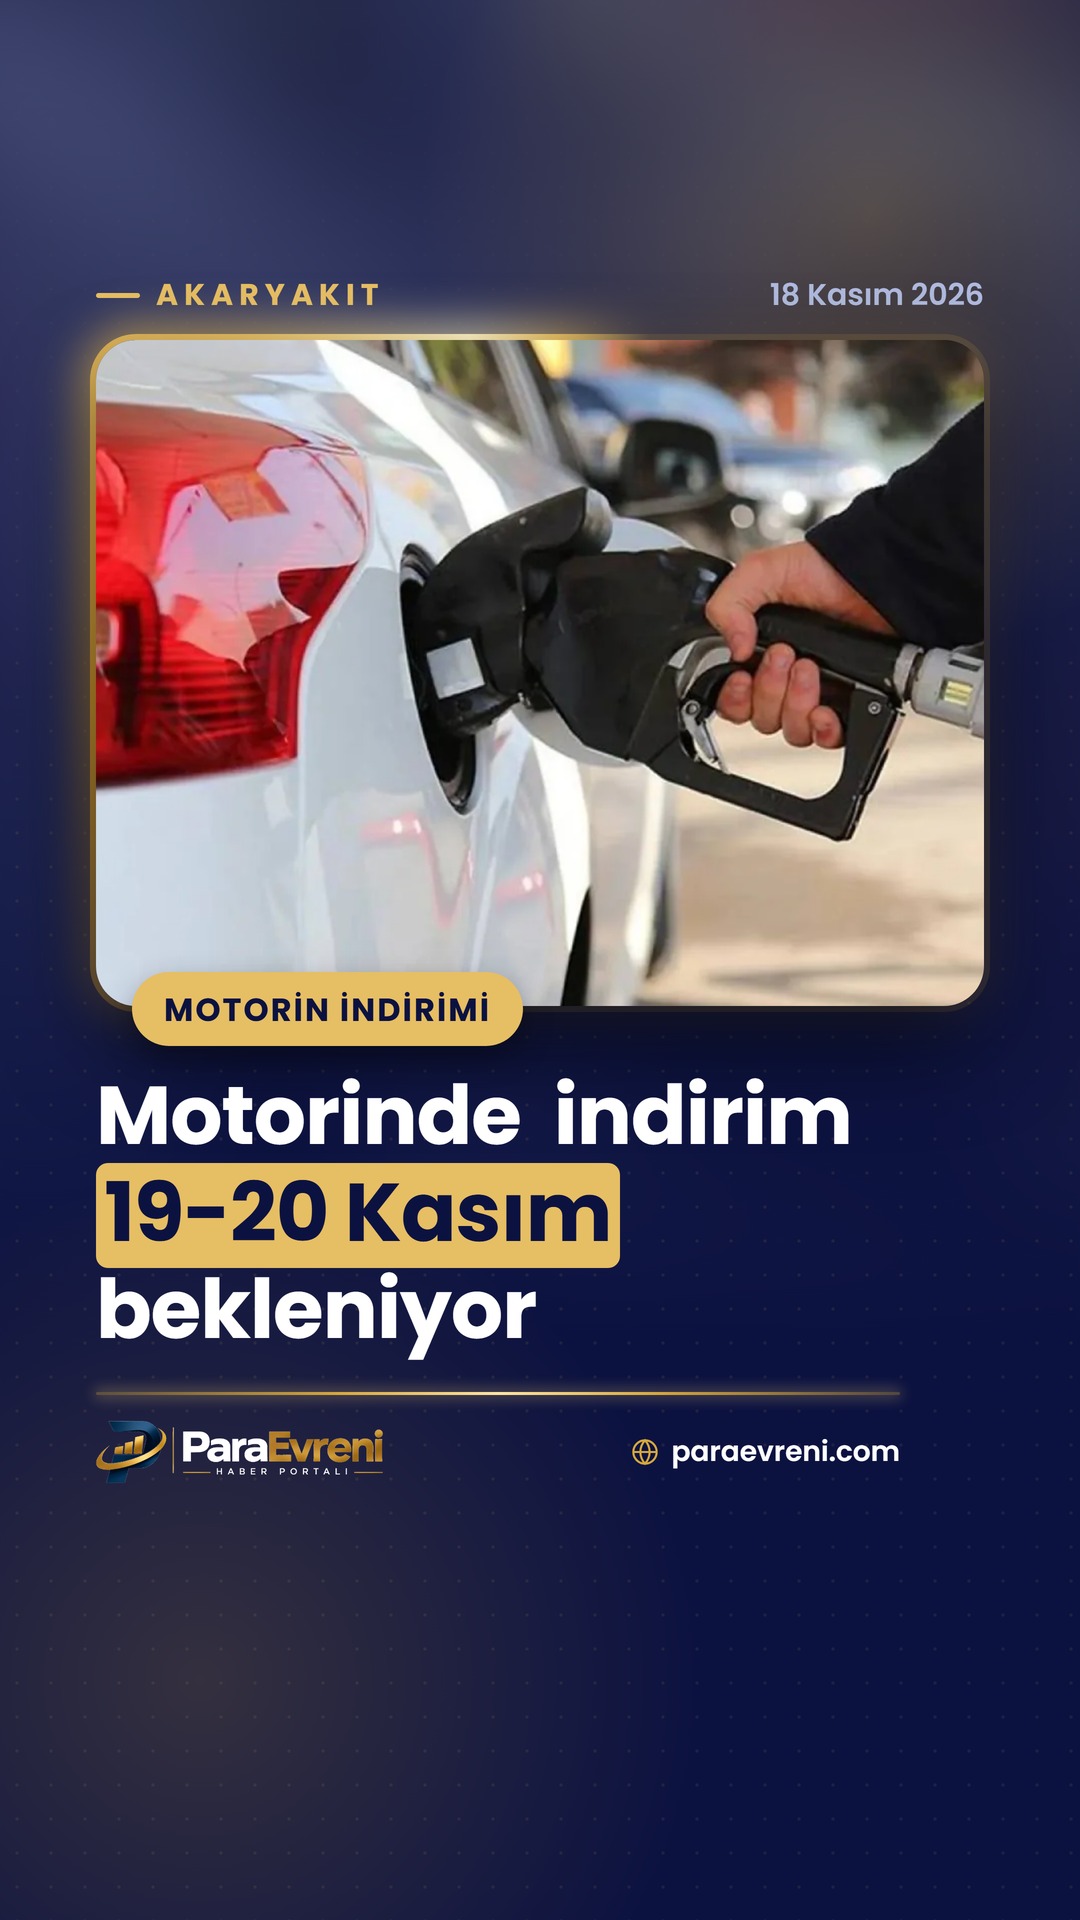 AKARYAKIT
18 Kasım 2026
MOTORİN İNDİRİMİ
Motorinde indirim
19–20 Kasım
bekleniyor
ParaEvreni
HABER PORTALI
paraevreni.com